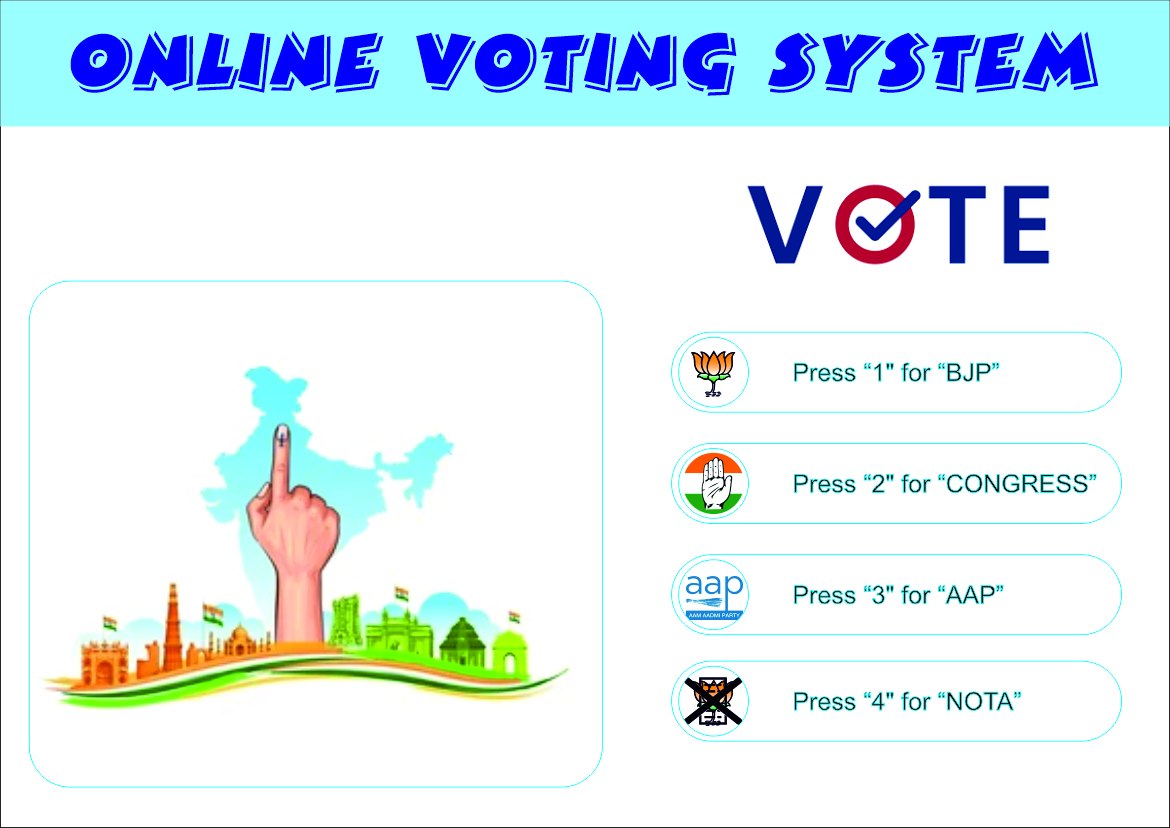 ONLINE VOTING SYSTEM
VOTE
Press “1" for “BJP”
Press “2" for “CONGRESS”
aap
AAM AADMI PARTY
Press “3" for “AAP”
Press “4" for “NOTA”